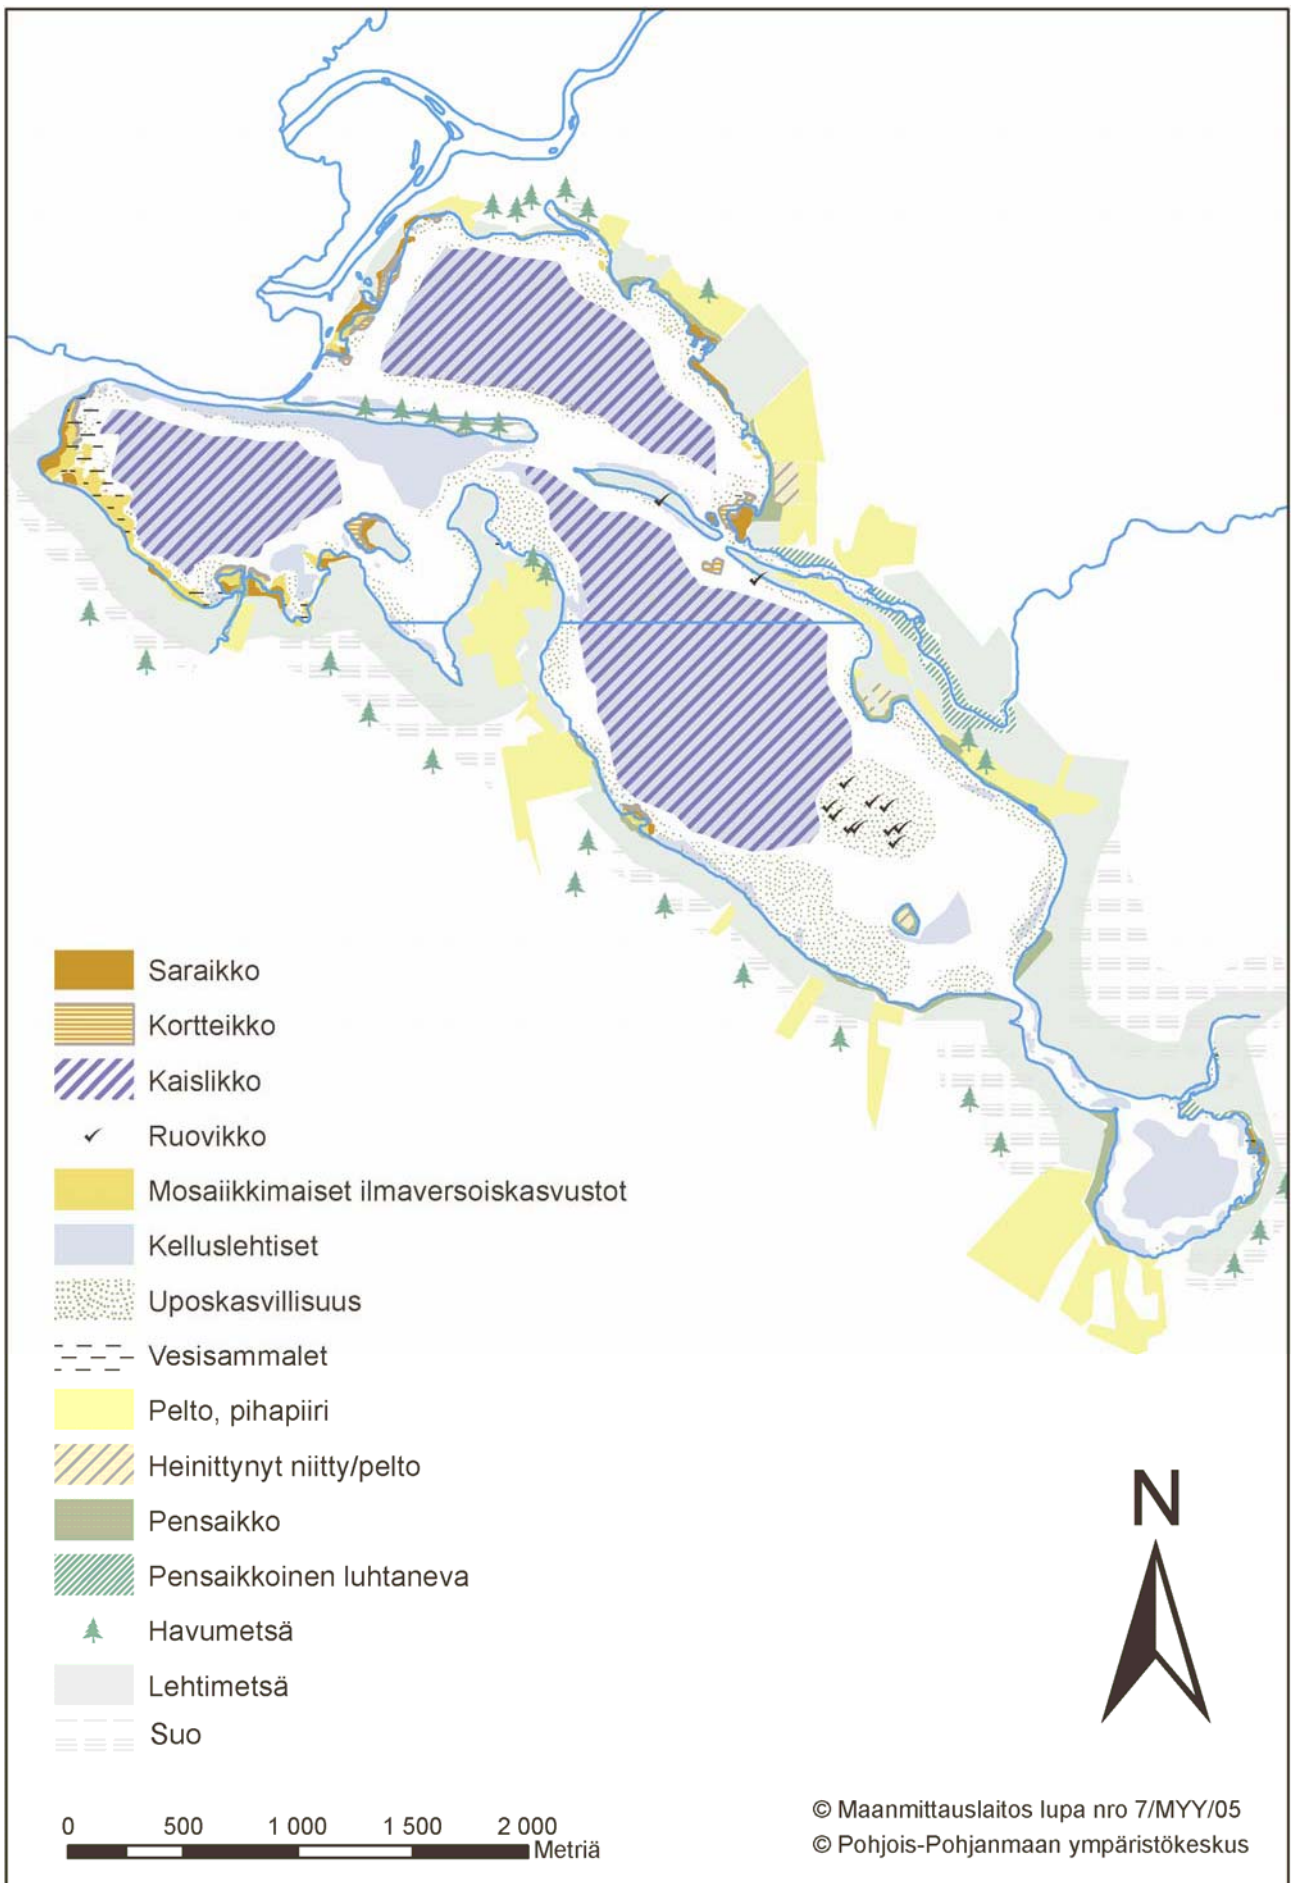 Saraikko
Kortteikko
Kaislikko
Ruovikko
Mosaiikkimaiset ilmaversoiskasvustot
Kelluslehtiset
Uposkasvillisuus
Vesisammalet
Pelto, pihapiiri
Heinittynyt niitty/pelto
Pensaikko
Pensaikkoinen luhtaneva
Havumetsä
Lehtimetsä
Suo
N
0 500 1 000 1 500 2 000
Metriä
© Maanmittauslaitos lupa nro 7/MYY/05
© Pohjois-Pohjanmaan ympäristökeskus